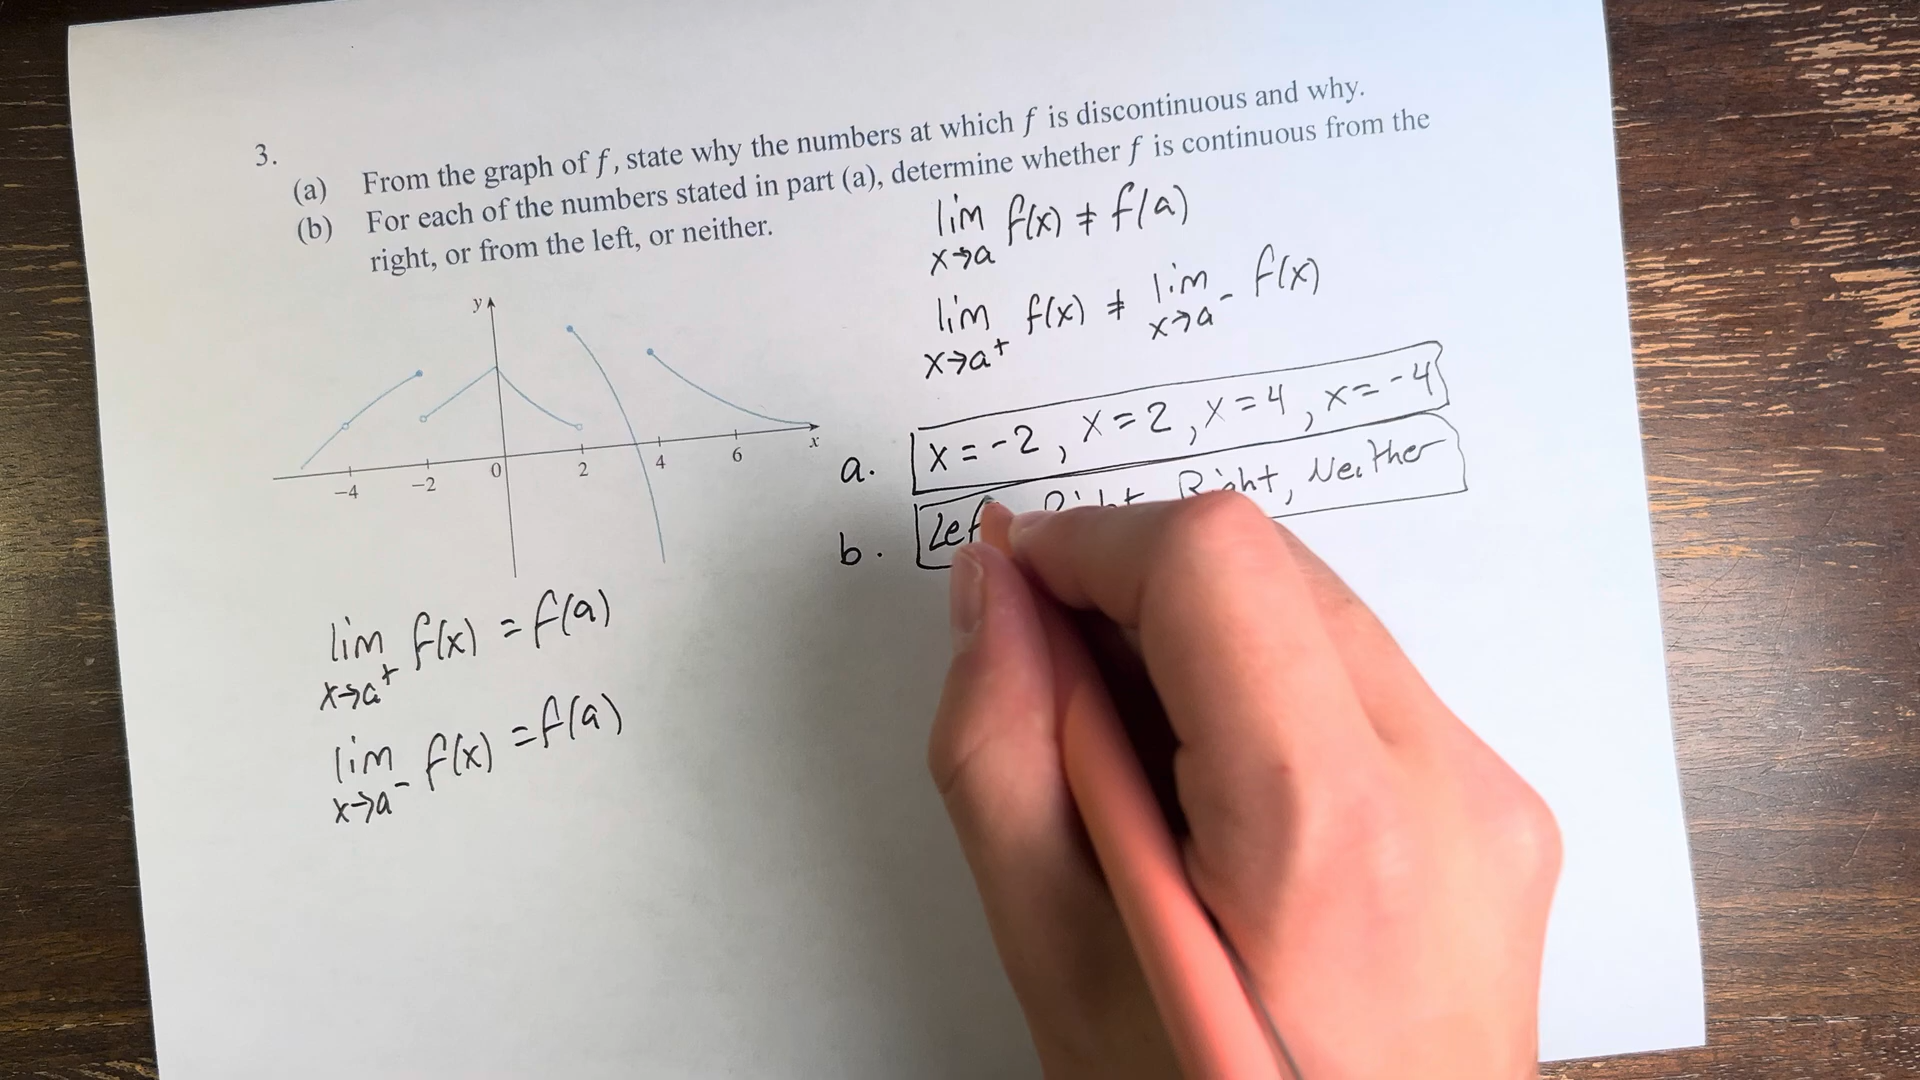 3.
(a) From the graph of f, state why the numbers at which f is discontinuous and why.
(b) For each of the numbers stated in part (a), determine whether f is continuous from the
right, or from the left, or neither.
lim f(x) ≠ f(a)
x→a
lim f(x) ≠ lim f(x)
x→a⁺ x→a⁻
y
x
-4 -2 0 2 4 6
a. x = -2, x = 2, x = 4, x = -4
b. Right, Neither
lim f(x) = f(a)
x→a⁺
lim f(x) = f(a)
x→a⁻